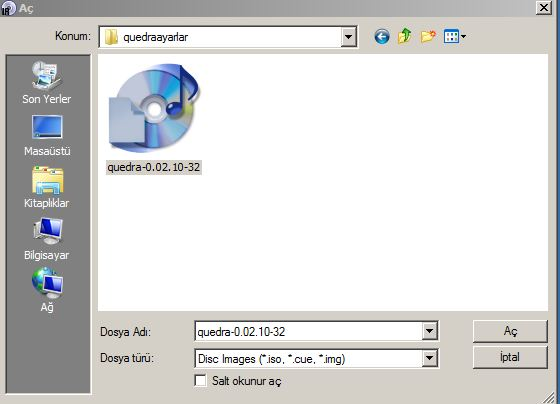 Aç
Konum:
quedraayarlar
Son Yerler
Masaüstü
Kitaplıklar
Bilgisayar
Ağ
quedra-0.02.10-32
Dosya Adı:
quedra-0.02.10-32
Aç
Dosya türü:
Disc Images (*.iso, *.cue, *.img)
İptal
Salt okunur aç